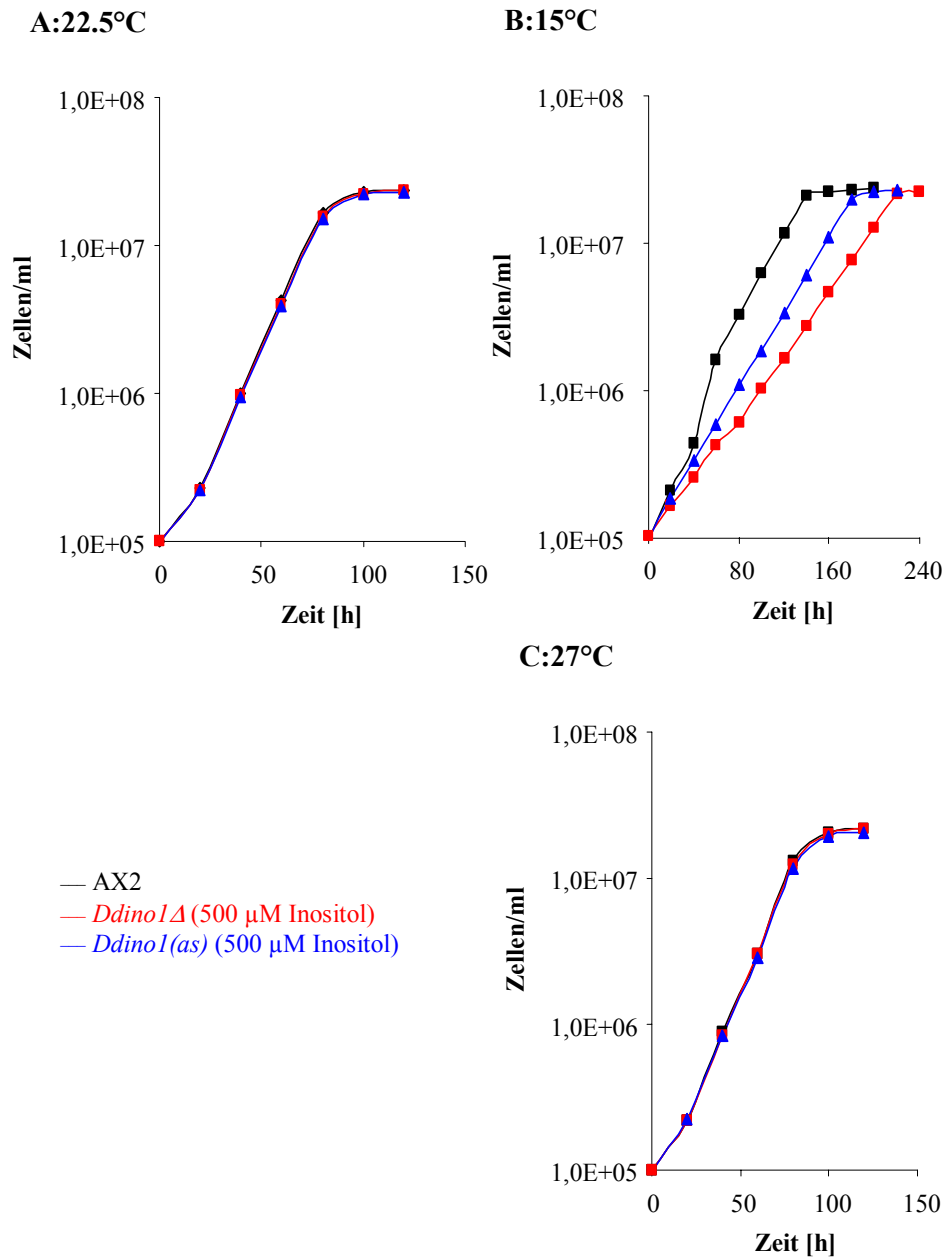 A:22.5°C
1,0E+08
1,0E+07
1,0E+06
1,0E+05
Zellen/ml
0 50 100 150
Zeit [h]
B:15°C
1,0E+08
1,0E+07
1,0E+06
1,0E+05
Zellen/ml
0 80 160 240
Zeit [h]
C:27°C
1,0E+08
1,0E+07
1,0E+06
1,0E+05
Zellen/ml
0 50 100 150
Zeit [h]
— AX2
— Ddino1Δ (500 µM Inositol)
— Ddino1(as) (500 µM Inositol)